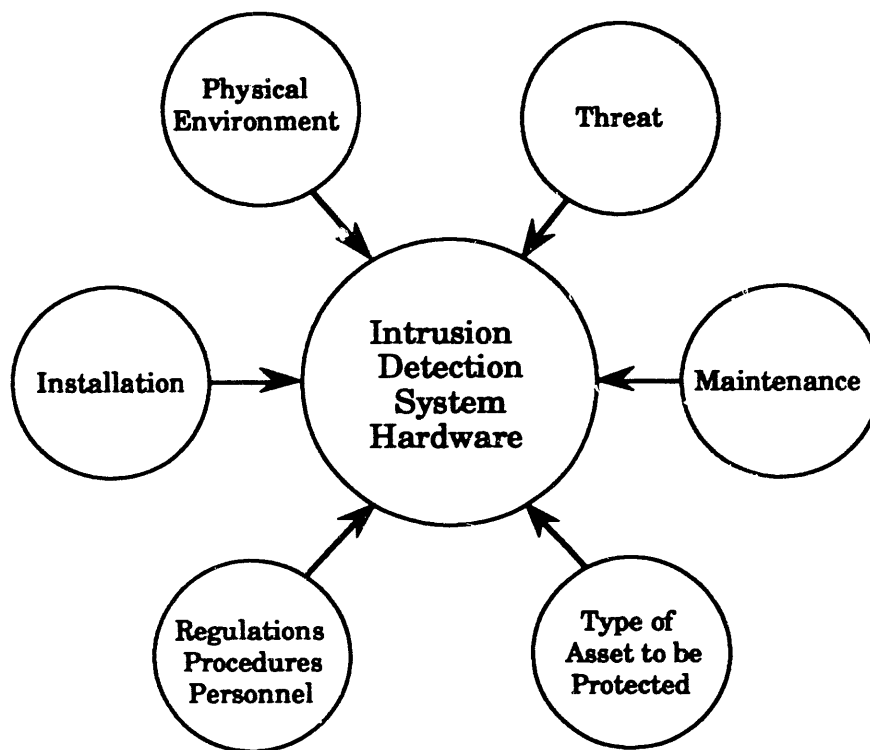 Physical
Environment
Threat
Installation
Intrusion
Detection
System
Hardware
Maintenance
Regulations
Procedures
Personnel
Type of
Asset to be
Protected